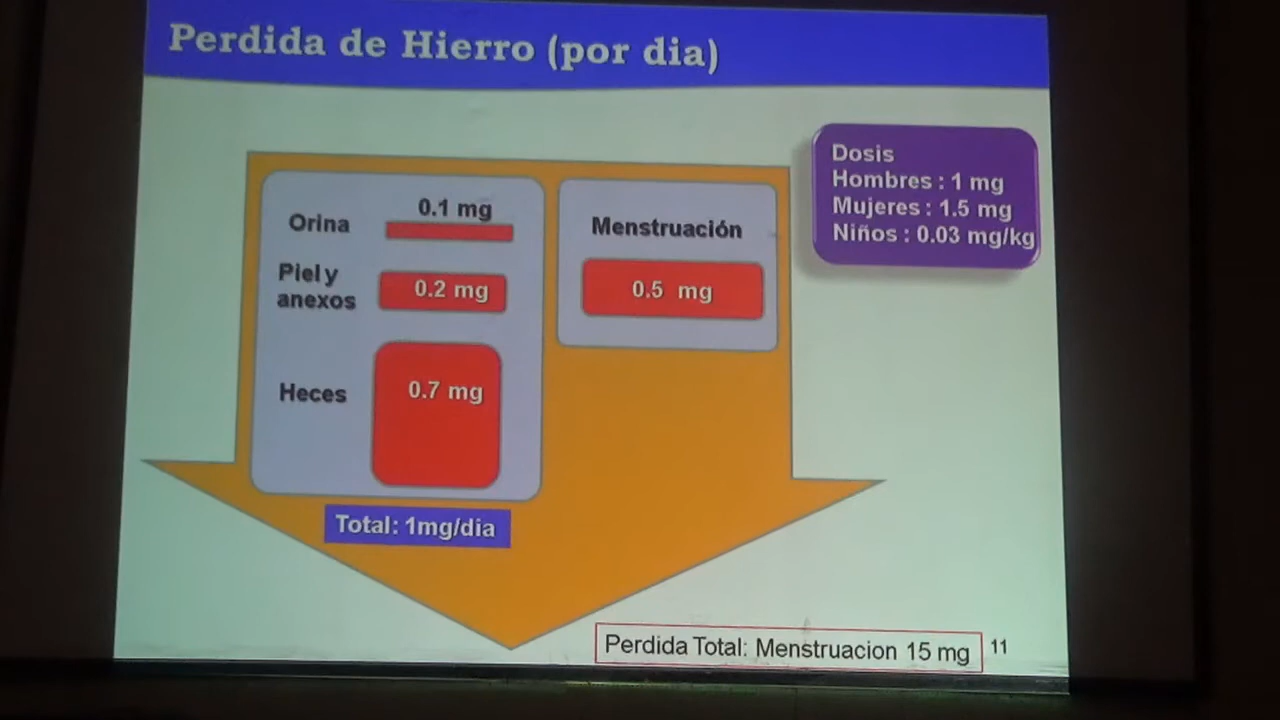 Perdida de Hierro (por dia)
Dosis
Hombres : 1 mg
Mujeres : 1.5 mg
Niños : 0.03 mg/kg
Orina
0.1 mg
Piel y
anexos
0.2 mg
Heces
0.7 mg
Menstruación
0.5 mg
Total: 1mg/dia
Perdida Total: Menstruacion 15 mg
11